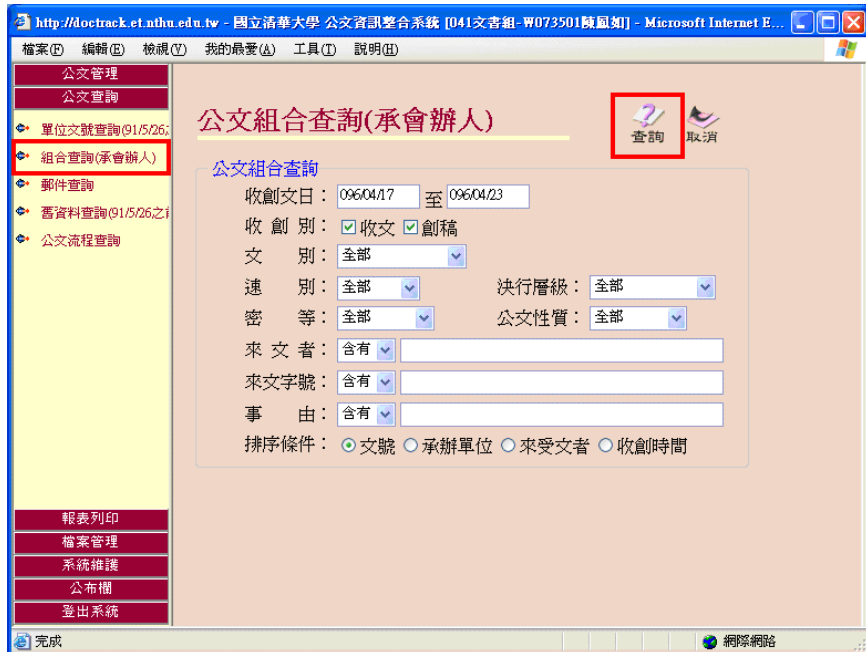 http://doctrack.et.nthu.edu.tw - 國立清華大學 公文資訊整合系統 [041文書組-W073501陳鳳如] - Microsoft Internet E...
檔案(F) 編輯(E) 檢視(V) 我的最愛(A) 工具(T) 說明(H)
公文管理
公文查詢
單位文號查詢(91/5/26
組合查詢(承會辦人)
郵件查詢
舊資料查詢(91/5/26之
公文流程查詢
報表列印
檔案管理
系統維護
公布欄
登出系統
公文組合查詢(承會辦人)
查詢 取消
公文組合查詢
收創文日： 096/04/17 至 096/04/23
收 創 別： 收文 創稿
文 別： 全部
速 別： 全部 決行層級： 全部
密 等： 全部 公文性質： 全部
來 文 者： 含有
來文字號： 含有
事 由： 含有
排序條件： 文號 承辦單位 來受文者 收創時間
完成 網際網路